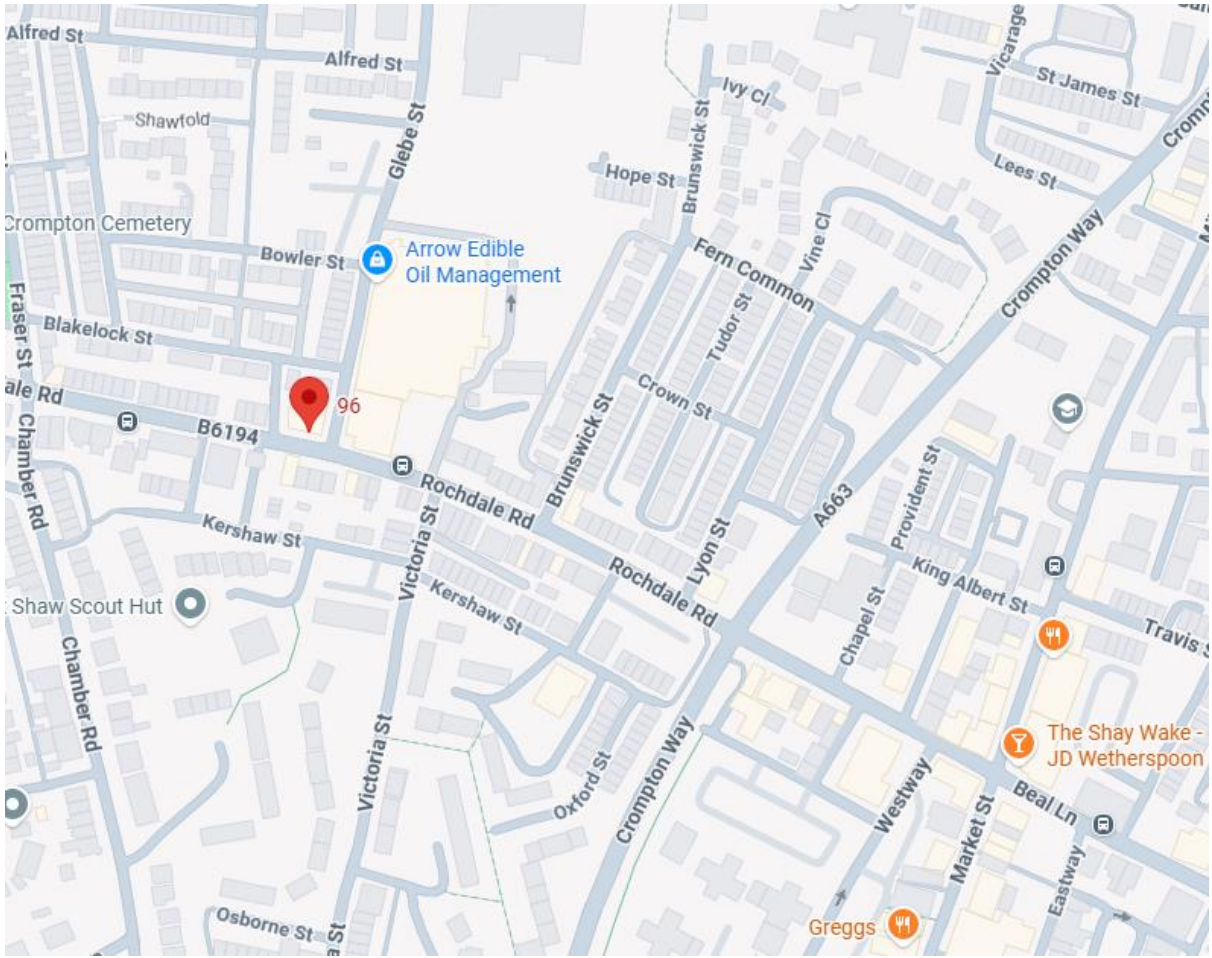 Alfred St
Alfred St
Shawfold
Glebe St
Crompton Cemetery
Bowler St
Arrow Edible
Oil Management
Fraser St
Blakelock St
ale Rd
B6194
96
Chamber Rd
Rochdale Rd
Brunswick St
Hope St
Ivy Cl
Brunswick St
Fern Common
Vine Cl
Tudor St
Crown St
Vicarage
St James St
Lees St
Crompton Way
Crompt
A663
Lyon St
Rochdale Rd
Provident St
King Albert St
Chapel St
Travis S
Kershaw St
Victoria St
Kershaw St
Shaw Scout Hut
Chamber Rd
Victoria St
Oxford St
Crompton Way
The Shay Wake -
JD Wetherspoon
Westway
Market St
Beal Ln
Eastway
Greggs
Osborne St
a St